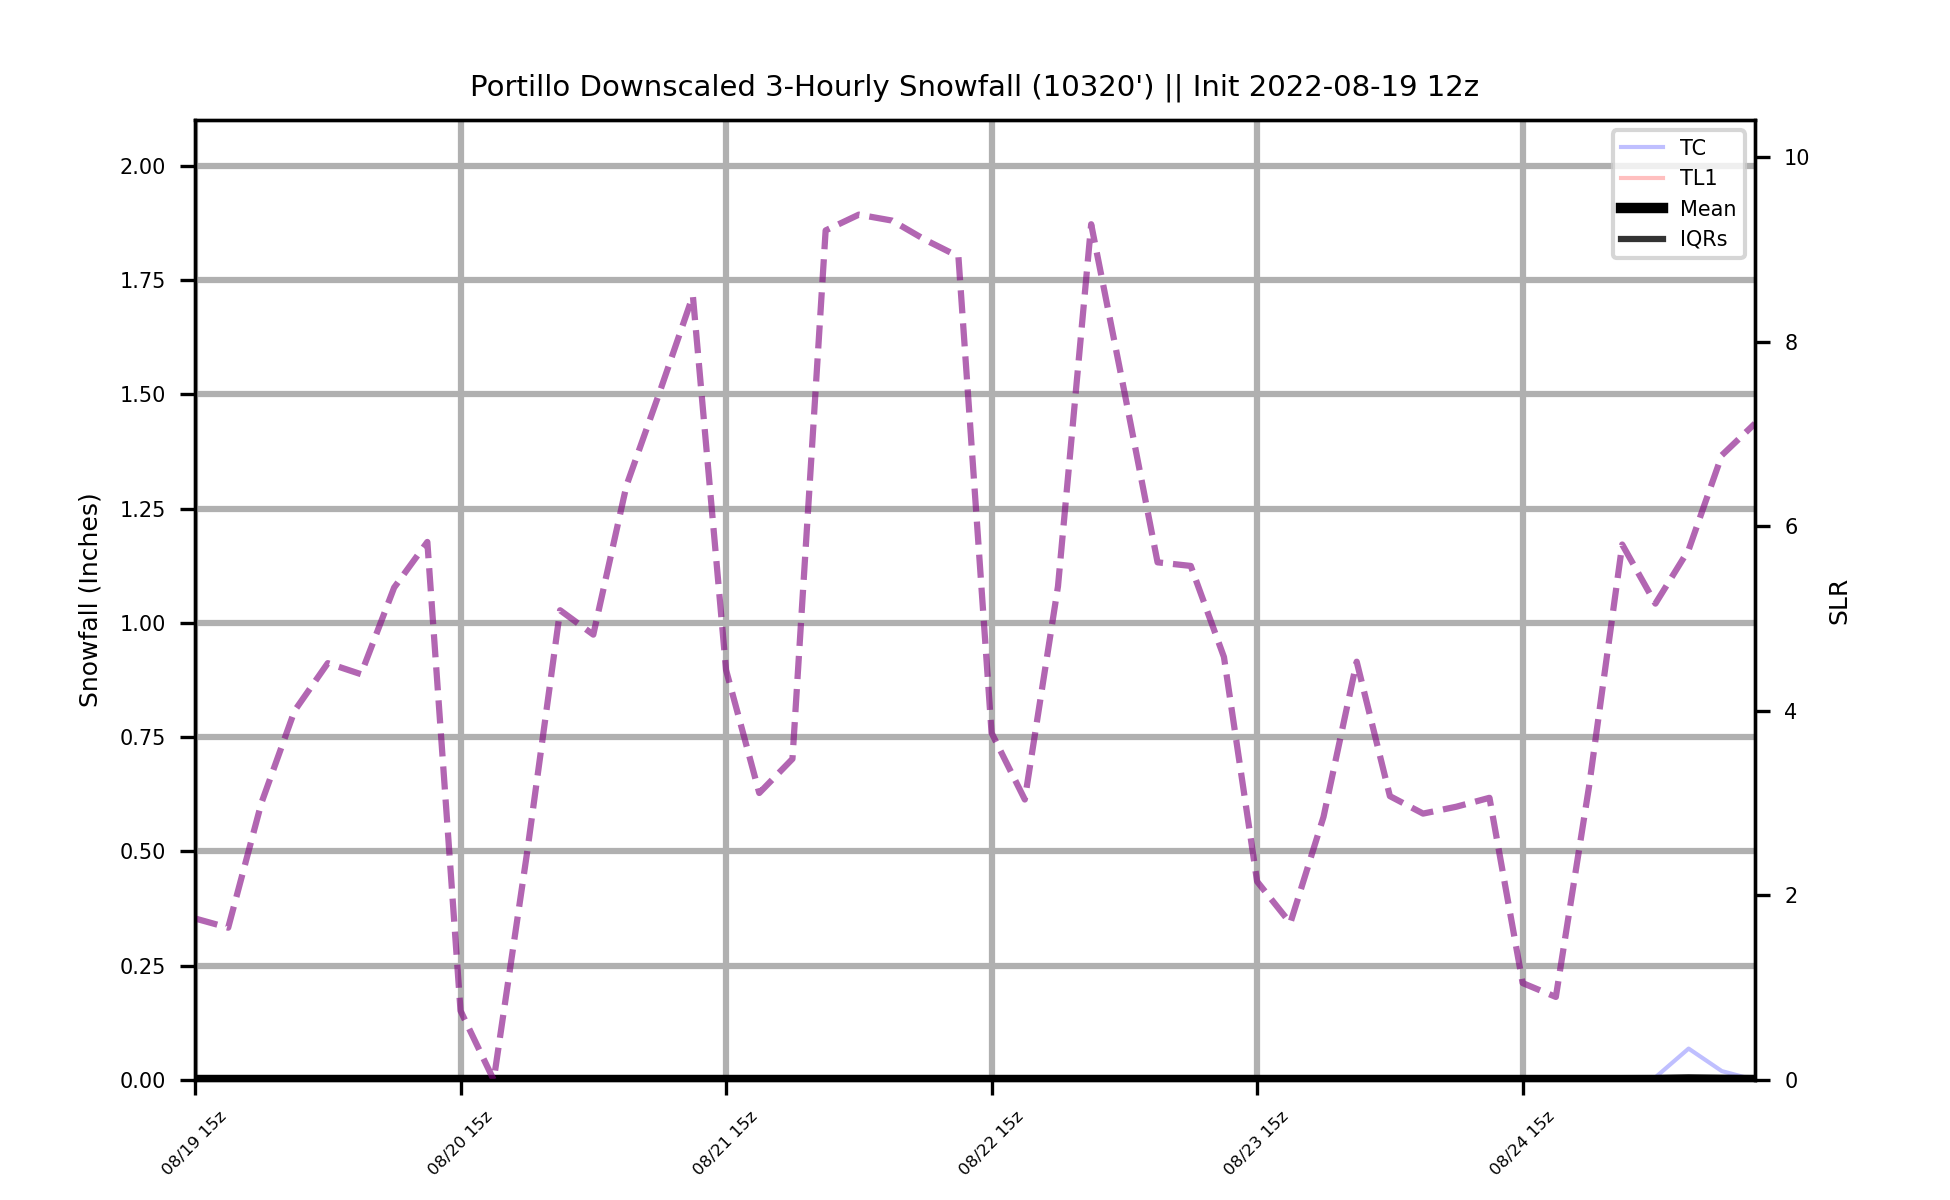 Portillo Downscaled 3-Hourly Snowfall (10320') || Init 2022-08-19 12z
TC
TL1
Mean
IQRs
Snowfall (Inches)
2.00
1.75
1.50
1.25
1.00
0.75
0.50
0.25
0.00
10
8
6
4
2
0
SLR
08/19 15z
08/20 15z
08/21 15z
08/22 15z
08/23 15z
08/24 15z